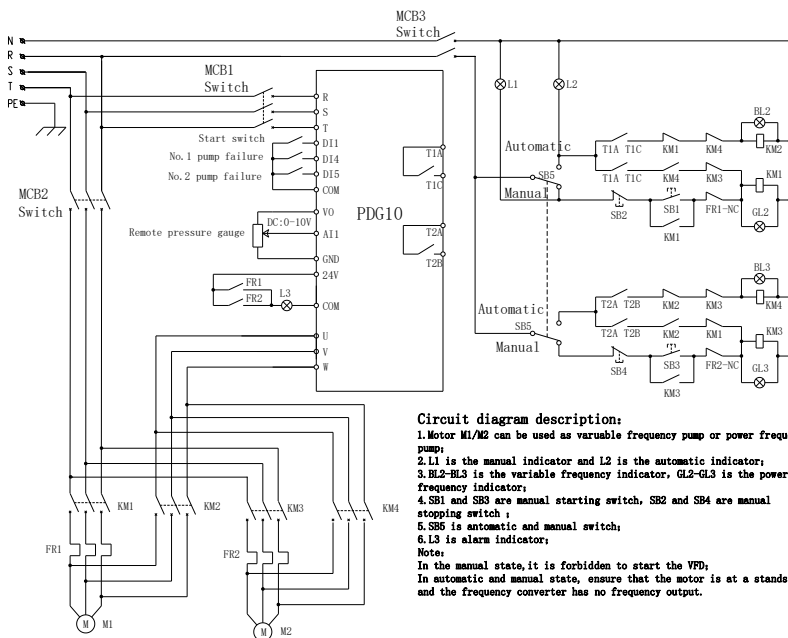 MCB3
Switch
N
R
S
T
PE
MCB1
Switch
L1
L2
R
S
T
Start switch
DI1
No.1 pump failure
DI4
No.2 pump failure
DI5
COM
MCB2
Switch
VO
DC:0-10V
Remote pressure gauge
AI1
GND
24V
FR1
FR2
L3
COM
U
V
W
PDG10
T1A
T1C
T2A
T2B
Automatic
SB5
Manual
BL2
T1A T1C
KM1
KM4
KM2
T1A T1C
KM4
KM3
KM1
SB2
SB1
FR1-NC
GL2
KM1
Automatic
SB5
Manual
BL3
T2A T2B
KM2
KM3
KM4
T2A T2B
KM2
KM1
KM3
SB4
SB3
FR2-NC
GL3
KM3
KM1
KM2
KM3
KM4
FR1
FR2
M
M1
M
M2
Circuit diagram description:
1.Motor M1/M2 can be used as varuable frequency pump or power freque
pump;
2.L1 is the manual indicator and L2 is the automatic indicator;
3.BL2-BL3 is the variable frequency indicator, GL2-GL3 is the power
frequency indicator;
4.SB1 and SB3 are manual starting switch, SB2 and SB4 are manual
stopping switch ;
5.SB5 is antomatic and manual switch;
6.L3 is alarm indicator;
Note:
In the manual state,it is forbidden to start the VFD;
In automatic and manual state, ensure that the motor is at a stands
and the frequency converter has no frequency output.